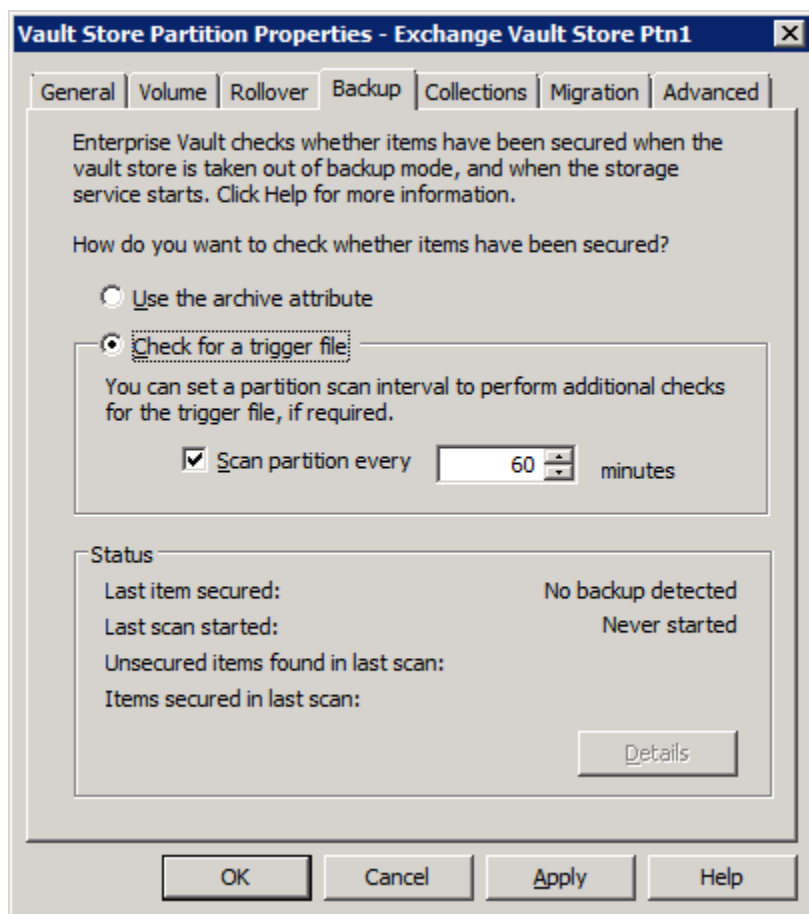 Vault Store Partition Properties - Exchange Vault Store Ptn1
General Volume Rollover Backup Collections Migration Advanced
Enterprise Vault checks whether items have been secured when the
vault store is taken out of backup mode, and when the storage
service starts. Click Help for more information.
How do you want to check whether items have been secured?
Use the archive attribute
Check for a trigger file
You can set a partition scan interval to perform additional checks
for the trigger file, if required.
Scan partition every 60 minutes
Status
Last item secured: No backup detected
Last scan started: Never started
Unsecured items found in last scan:
Items secured in last scan:
Details
OK Cancel Apply Help